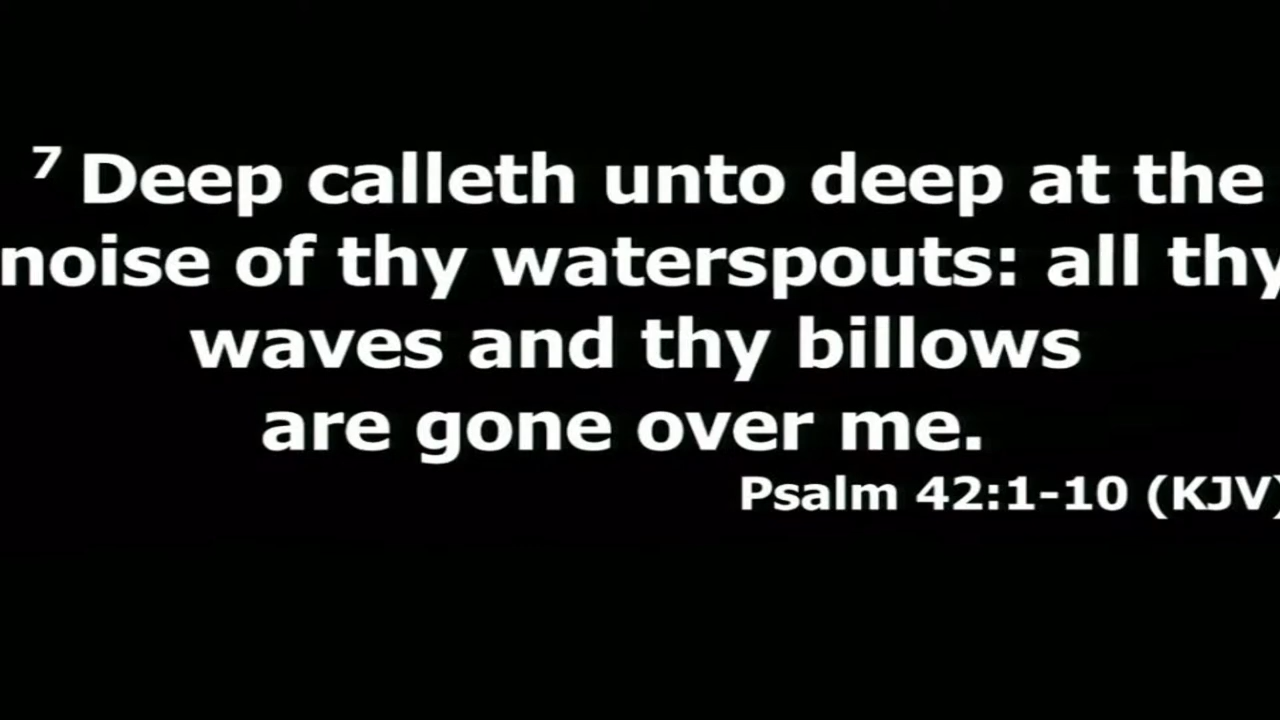 7 Deep calleth unto deep at the
noise of thy waterspouts: all thy
waves and thy billows
are gone over me.
Psalm 42:1-10 (KJV)